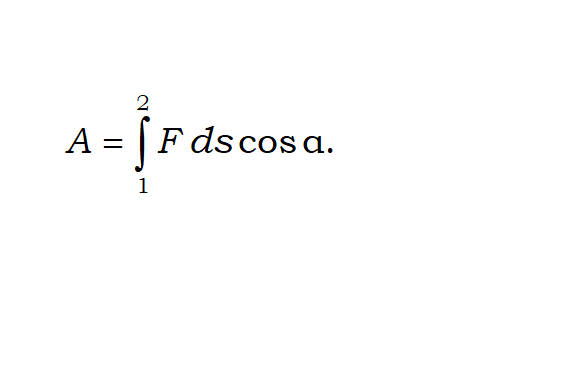 A = ∫₁² F ds cos α.